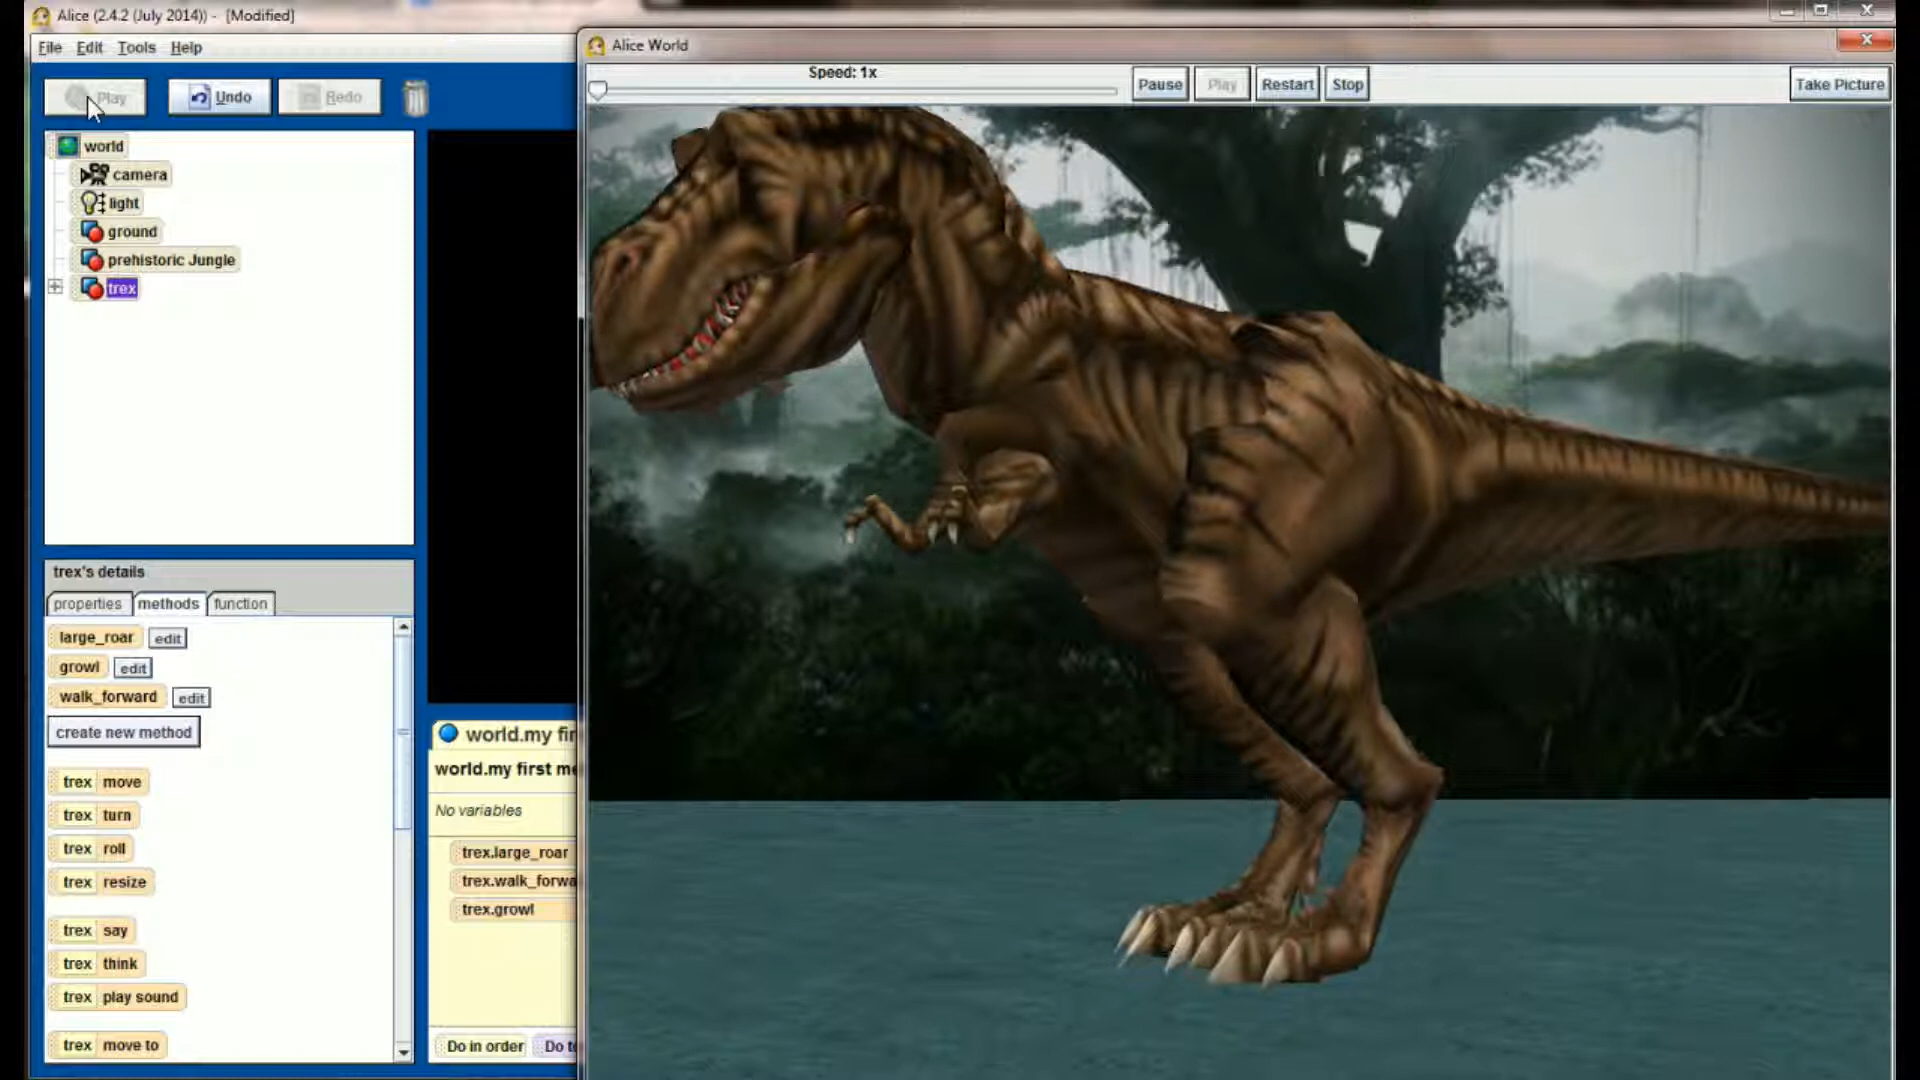 Alice (2.4.2 (July 2014)) - [Modified]
File Edit Tools Help
Play Undo Redo
world
camera
light
ground
prehistoric Jungle
trex
trex's details
properties methods function
large_roar edit
growl edit
walk_forward edit
create new method
trex move
trex turn
trex roll
trex resize
trex say
trex think
trex play sound
trex move to
world.my fir
world.my first me
No variables
trex.large_roar
trex.walk_forwa
trex.growl
Do in order Do to
Alice World
Speed: 1x
Pause Play Restart Stop Take Picture